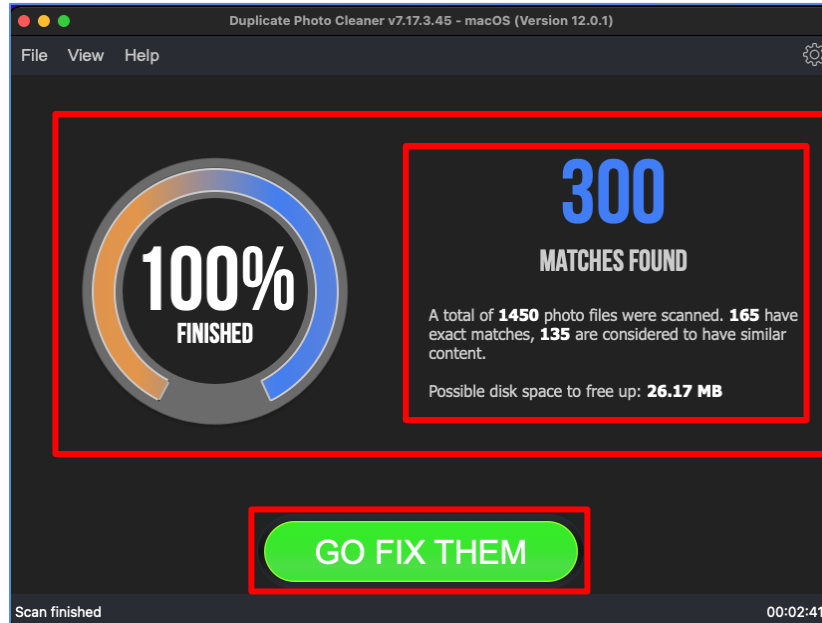 Duplicate Photo Cleaner v7.17.3.45 - macOS (Version 12.0.1)
File View Help
100%
FINISHED
300
MATCHES FOUND
A total of 1450 photo files were scanned. 165 have
exact matches, 135 are considered to have similar
content.
Possible disk space to free up: 26.17 MB
GO FIX THEM
Scan finished
00:02:41